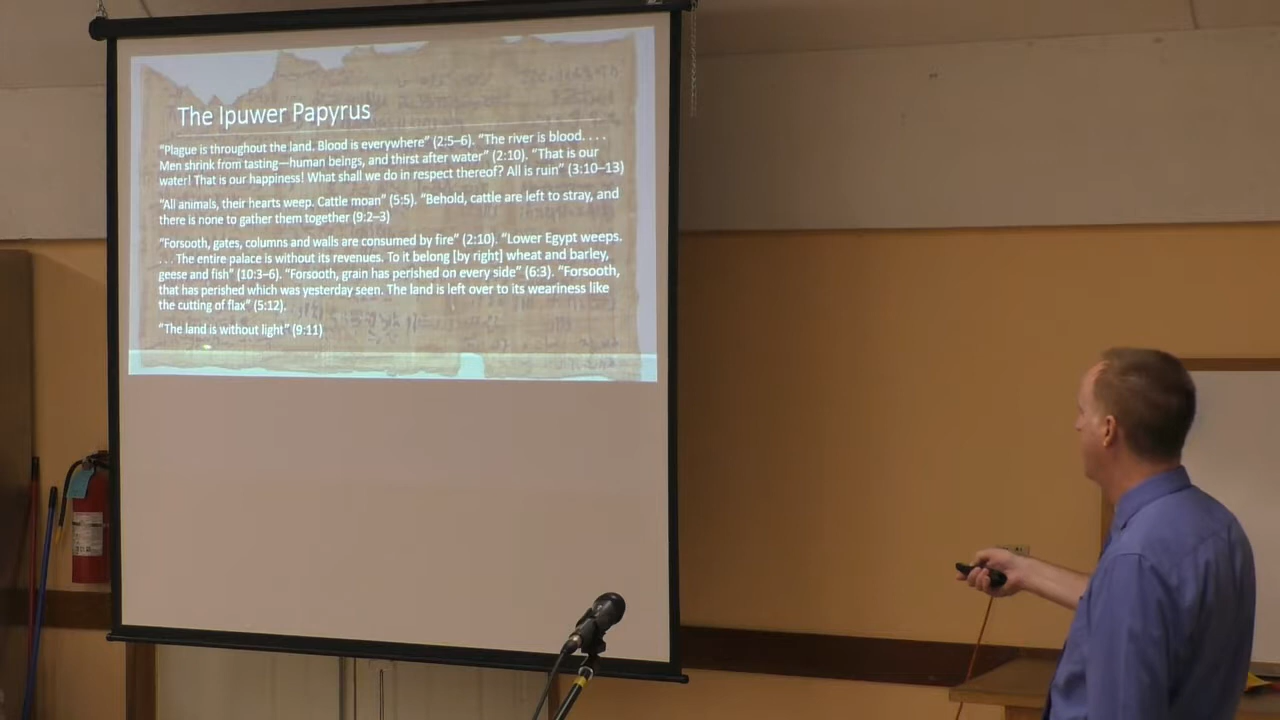 The Ipuwer Papyrus
“Plague is throughout the land. Blood is everywhere” (2:5–6). “The river is blood. . . .
Men shrink from tasting—human beings, and thirst after water” (2:10). “That is our
water! That is our happiness! What shall we do in respect thereof? All is ruin” (3:10–13)
“All animals, their hearts weep. Cattle moan” (5:5). “Behold, cattle are left to stray, and
there is none to gather them together (9:2–3)
“Forsooth, gates, columns and walls are consumed by fire” (2:10). “Lower Egypt weeps.
. . . The entire palace is without its revenues. To it belong [by right] wheat and barley,
geese and fish” (10:3–6). “Forsooth, grain has perished on every side” (6:3). “Forsooth,
that has perished which was yesterday seen. The land is left over to its weariness like
the cutting of flax” (5:12).
“The land is without light” (9:11)